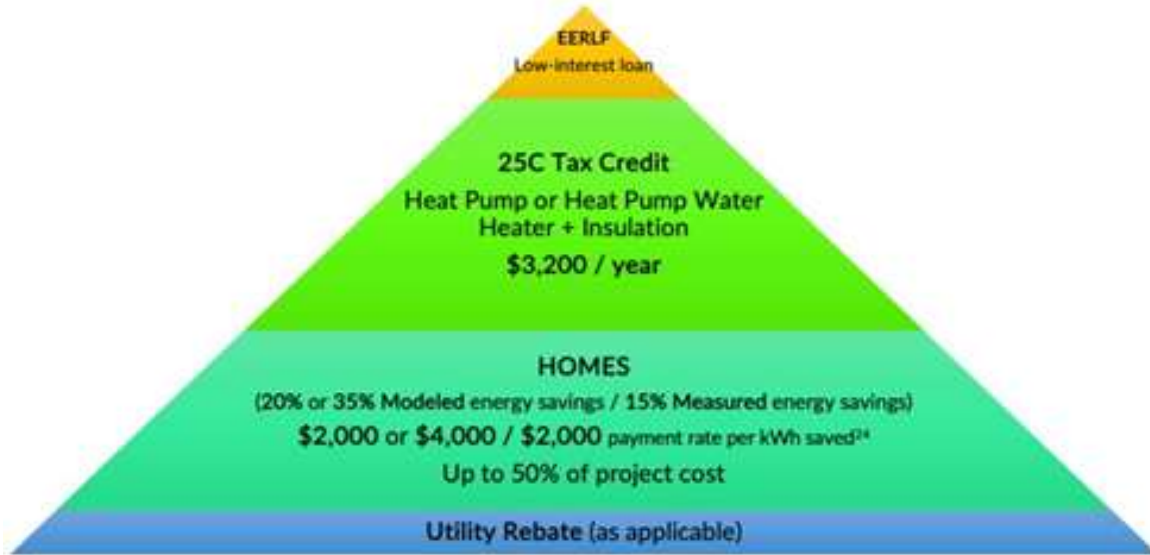 EERLF
Low-interest loan
25C Tax Credit
Heat Pump or Heat Pump Water
Heater + Insulation
$3,200 / year
HOMES
(20% or 35% Modeled energy savings / 15% Measured energy savings)
$2,000 or $4,000 / $2,000 payment rate per kWh saved²⁴
Up to 50% of project cost
Utility Rebate (as applicable)